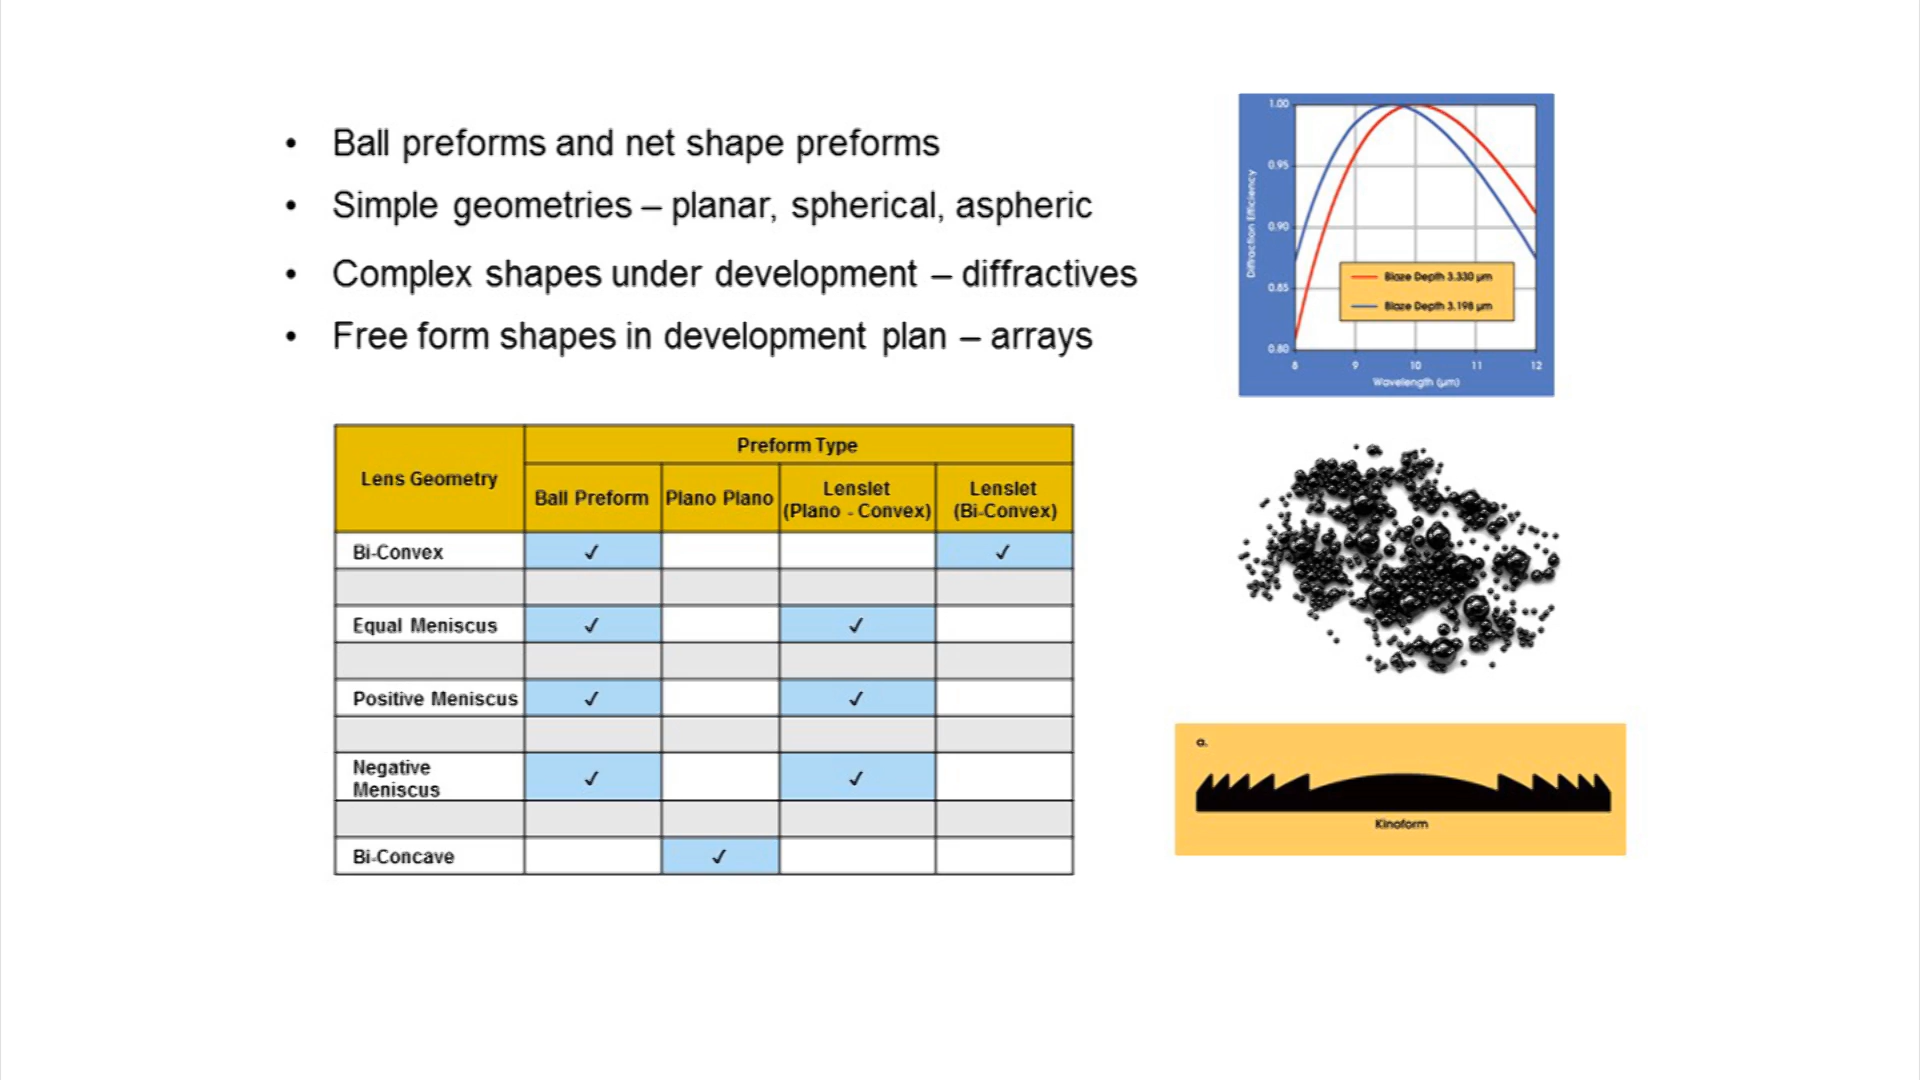 • Ball preforms and net shape preforms
• Simple geometries – planar, spherical, aspheric
• Complex shapes under development – diffractives
• Free form shapes in development plan – arrays
Lens Geometry
Preform Type
Ball Preform
Plano Plano
Lenslet
(Plano - Convex)
Lenslet
(Bi-Convex)
Bi-Convex ✓ ✓
Equal Meniscus ✓ ✓
Positive Meniscus ✓ ✓
Negative
Meniscus ✓ ✓
Bi-Concave ✓
1.00
0.95
0.90
0.85
0.80
Diffraction Efficiency
Blaze Depth 3.330 µm
Blaze Depth 3.198 µm
8 9 10 11 12
Wavelength (µm)
a.
Kinoform